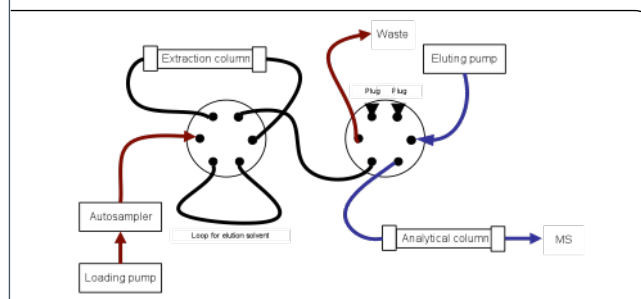 Waste
Extraction column
Eluting pump
Plug Plug
Autosampler
Loop for elution solvent
Analytical column
MS
Loading pump